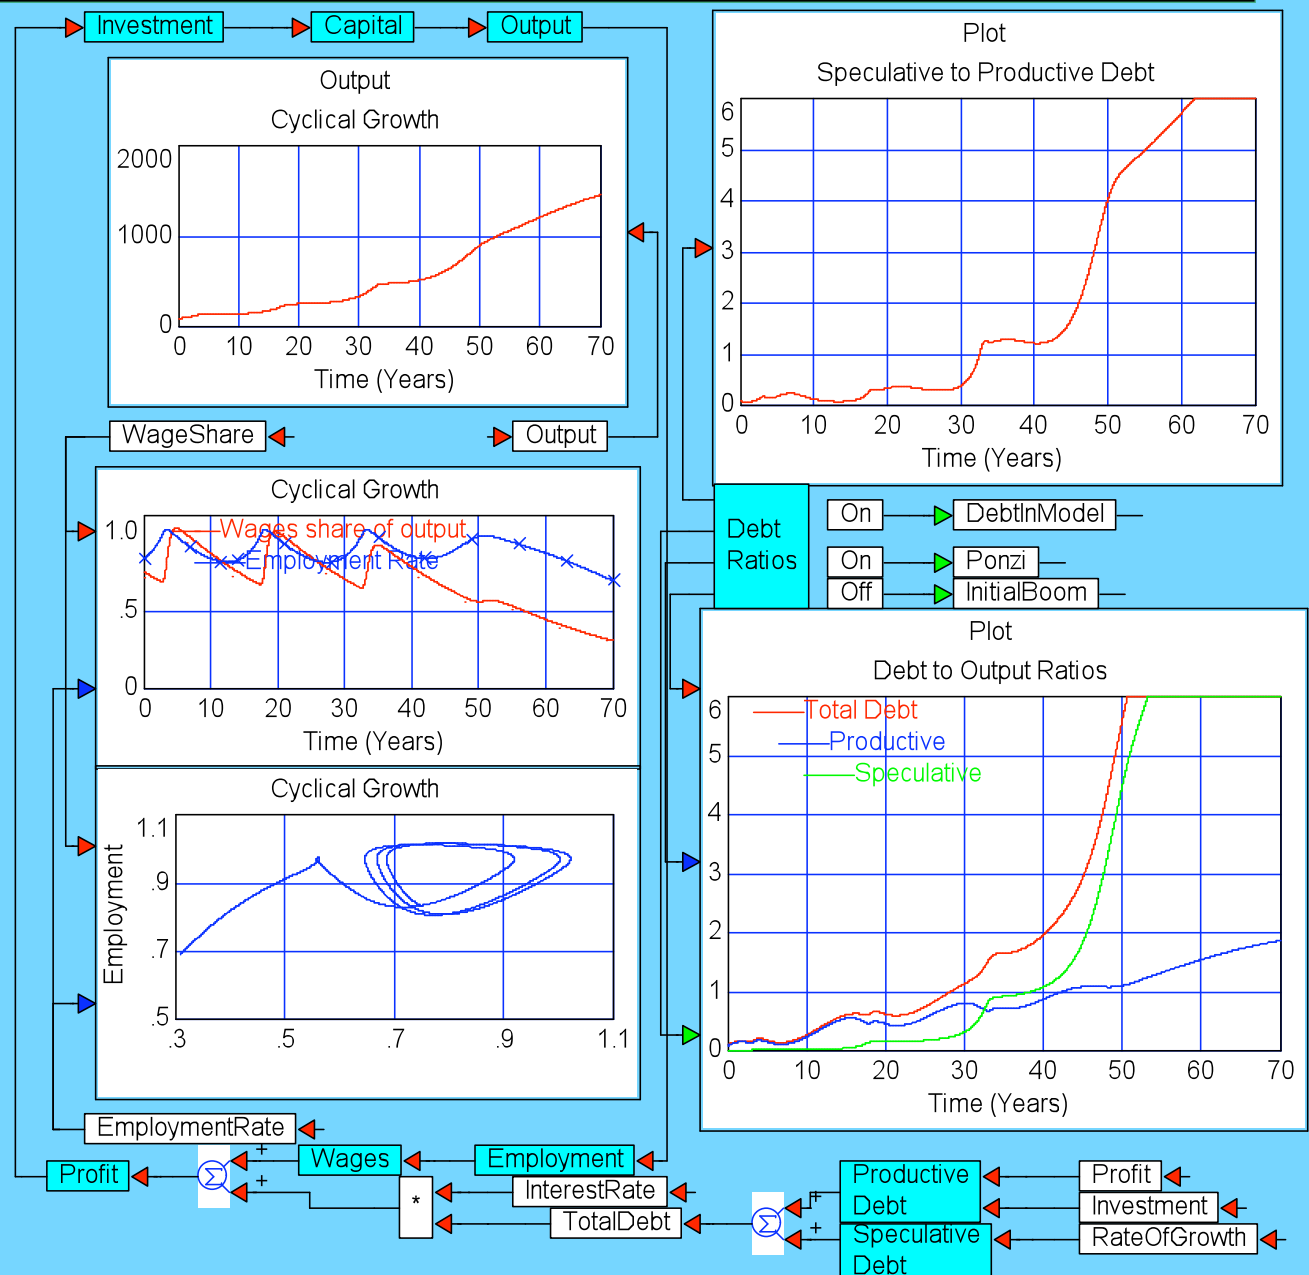 Investment
Capital
Output
Output
Cyclical Growth
2000
1000
0
0 10 20 30 40 50 60 70
Time (Years)
Plot
Speculative to Productive Debt
6
5
4
3
2
1
0
0 10 20 30 40 50 60 70
Time (Years)
WageShare
Output
Cyclical Growth
1.0
.5
0
Wages share of output
Employment Rate
0 10 20 30 40 50 60 70
Time (Years)
Debt
Ratios
On
DebtInModel
On
Ponzi
Off
InitialBoom
Cyclical Growth
Employment
1.1
.9
.7
.5
.3 .5 .7 .9 1.1
Plot
Debt to Output Ratios
Total Debt
Productive
Speculative
6
5
4
3
2
1
0
0 10 20 30 40 50 60 70
Time (Years)
EmploymentRate
Profit
Σ
+
+
Wages
Employment
*
InterestRate
TotalDebt
Σ
+
+
Productive
Debt
Speculative
Debt
Profit
Investment
RateOfGrowth